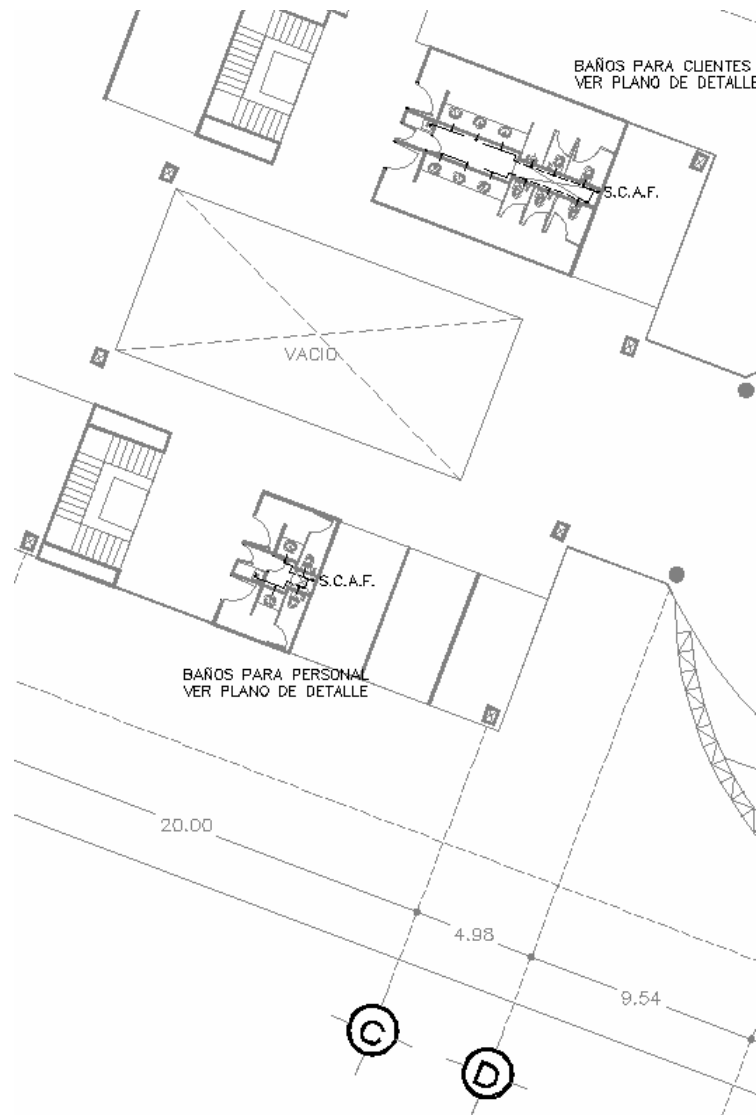 BAÑOS PARA CLIENTES
VER PLANO DE DETALLE
S.C.A.F.
VACIO
S.C.A.F.
BAÑOS PARA PERSONAL
VER PLANO DE DETALLE
20.00
4.98
9.54
C
D